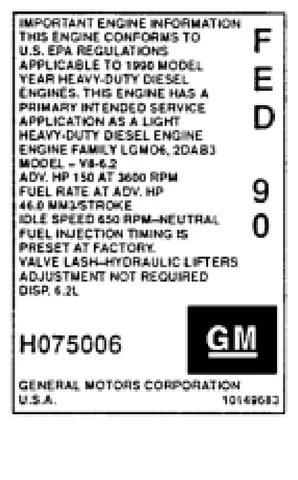 IMPORTANT ENGINE INFORMATION
THIS ENGINE CONFORMS TO
U.S. EPA REGULATIONS
APPLICABLE TO 1990 MODEL
YEAR HEAVY-DUTY DIESEL
ENGINES. THIS ENGINE HAS A
PRIMARY INTENDED SERVICE
APPLICATION AS A LIGHT
HEAVY-DUTY DIESEL ENGINE
ENGINE FAMILY LGM06, 2DAB3
MODEL – V8-6.2
ADV. HP 150 AT 3600 RPM
FUEL RATE AT ADV. HP
46.0 MM3/STROKE
IDLE SPEED 650 RPM–NEUTRAL
FUEL INJECTION TIMING IS
PRESET AT FACTORY.
VALVE LASH–HYDRAULIC LIFTERS
ADJUSTMENT NOT REQUIRED
DISP. 6.2L
FED 90
H075006
GM
GENERAL MOTORS CORPORATION
U.S.A. 10149683